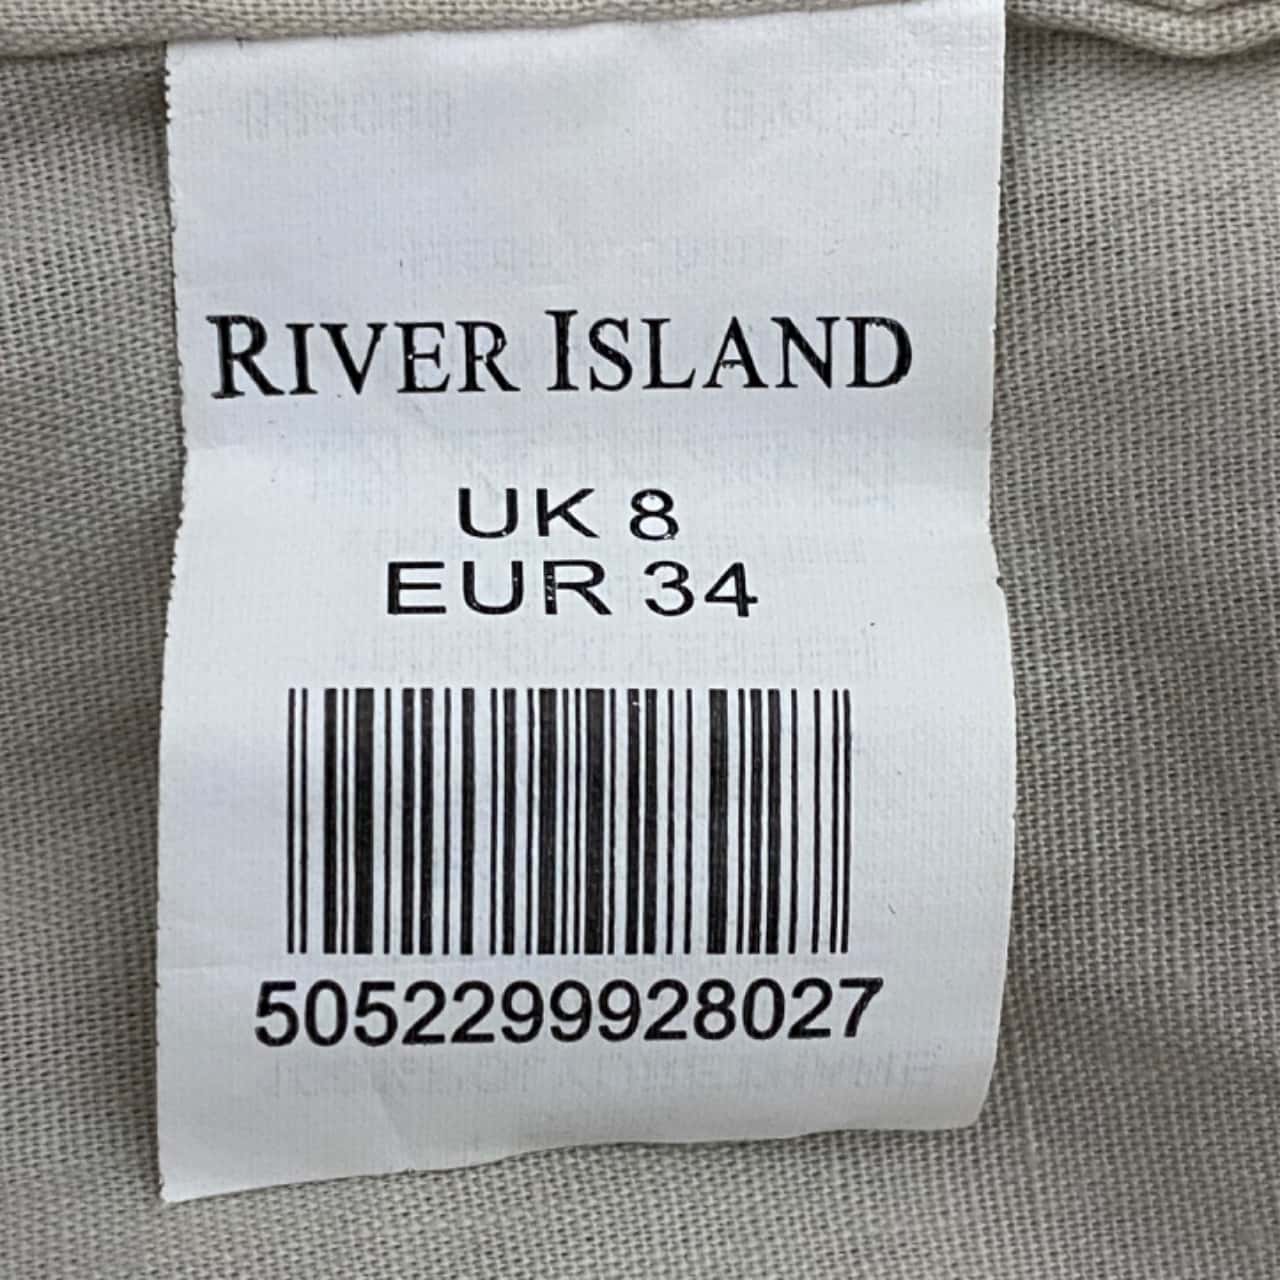 RIVER ISLAND
UK 8
EUR 34
5052299928027